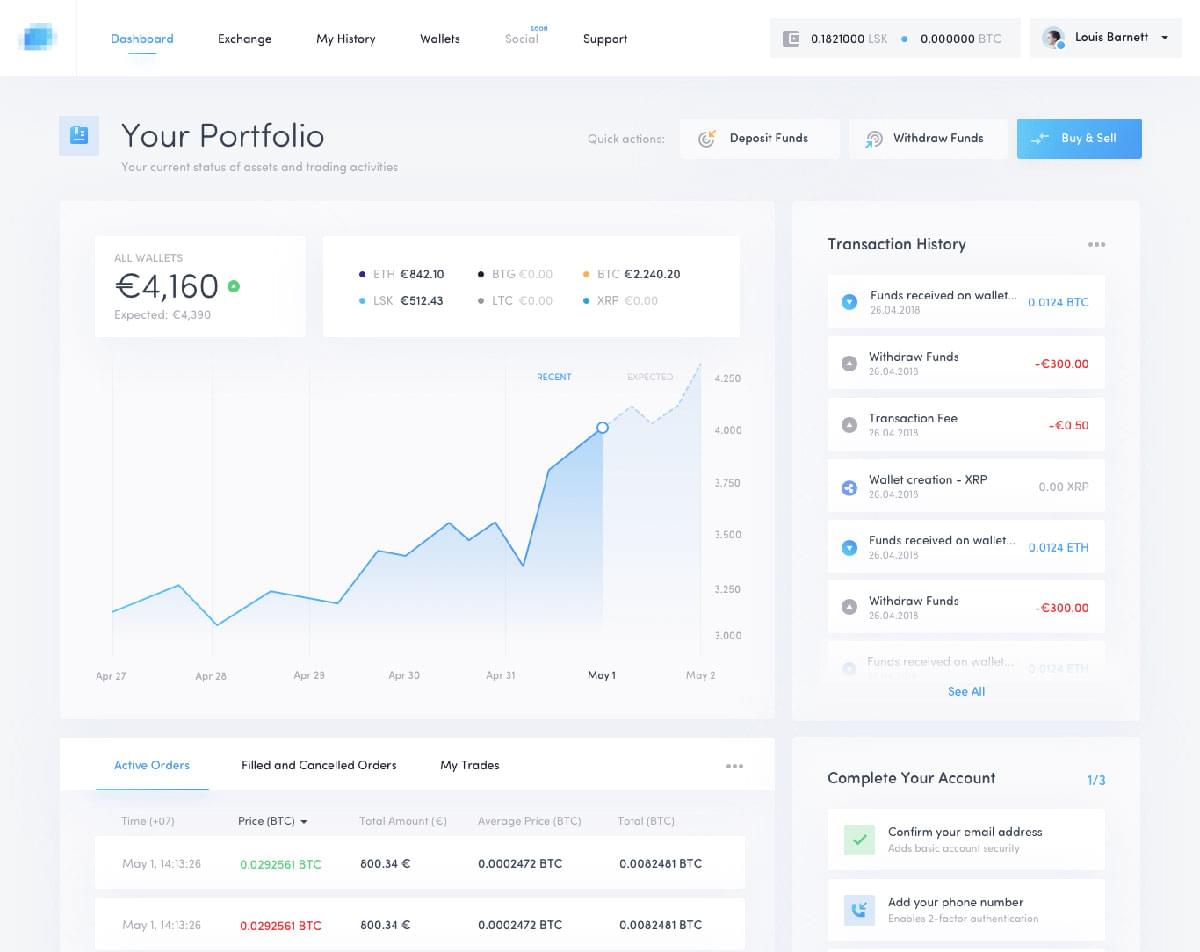 Dashboard
Exchange
My History
Wallets
Social
SOON
Support
0.1821000 LSK
0.000000 BTC
Louis Barnett
Your Portfolio
Your current status of assets and trading activities
Quick actions:
Deposit Funds
Withdraw Funds
Buy & Sell
ALL WALLETS
€4,160
Expected: €4,390
ETH €842.10
BTG €0.00
BTC €2.240.20
LSK €512.43
LTC €0.00
XRP €0.00
RECENT
EXPECTED
4.250
4.000
3.750
3.500
3.250
3.000
Apr 27
Apr 28
Apr 29
Apr 30
Apr 31
May 1
May 2
Transaction History
Funds received on wallet... 0.0124 BTC
26.04.2018
Withdraw Funds -€300.00
26.04.2018
Transaction Fee -€0.50
26.04.2018
Wallet creation - XRP 0.00 XRP
26.04.2018
Funds received on wallet... 0.0124 ETH
26.04.2018
Withdraw Funds -€300.00
26.04.2018
Funds received on wallet... 0.0124 ETH
See All
Active Orders
Filled and Cancelled Orders
My Trades
Time (+07) Price (BTC) Total Amount (€) Average Price (BTC) Total (BTC)
May 1, 14:13:26 0.0292561 BTC 800.34 € 0.0002472 BTC 0.0082481 BTC
May 1, 14:13:26 0.0292561 BTC 800.34 € 0.0002472 BTC 0.0082481 BTC
Complete Your Account 1/3
Confirm your email address
Adds basic account security
Add your phone number
Enables 2-factor authentication